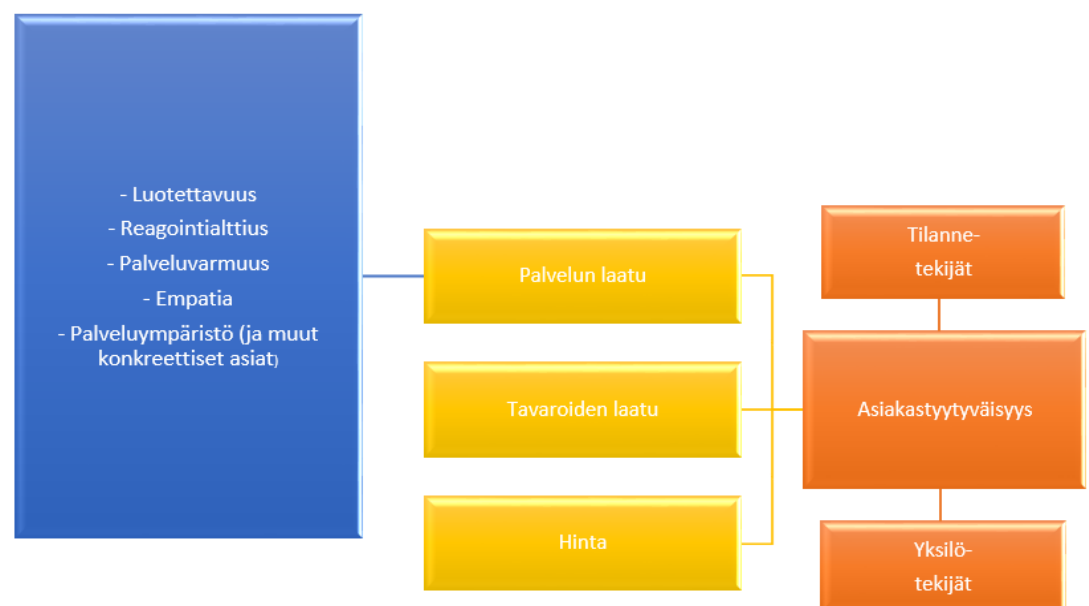 - Luotettavuus
- Reagointialttius
- Palveluvarmuus
- Empatia
- Palveluympäristö (ja muut
konkreettiset asiat)
Palvelun laatu
Tavaroiden laatu
Hinta
Tilanne-
tekijät
Asiakastyytyväisyys
Yksilö-
tekijät